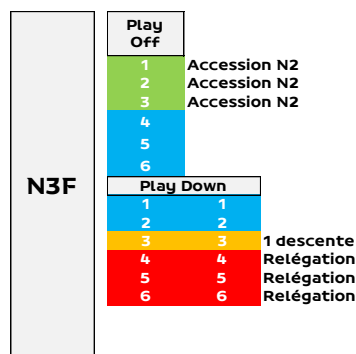 Play
Off
1 Accession N2
2 Accession N2
3 Accession N2
4
5
6
N3F
Play Down
1 1
2 2
3 3 1 descente
4 4 Relégation
5 5 Relégation
6 6 Relégation